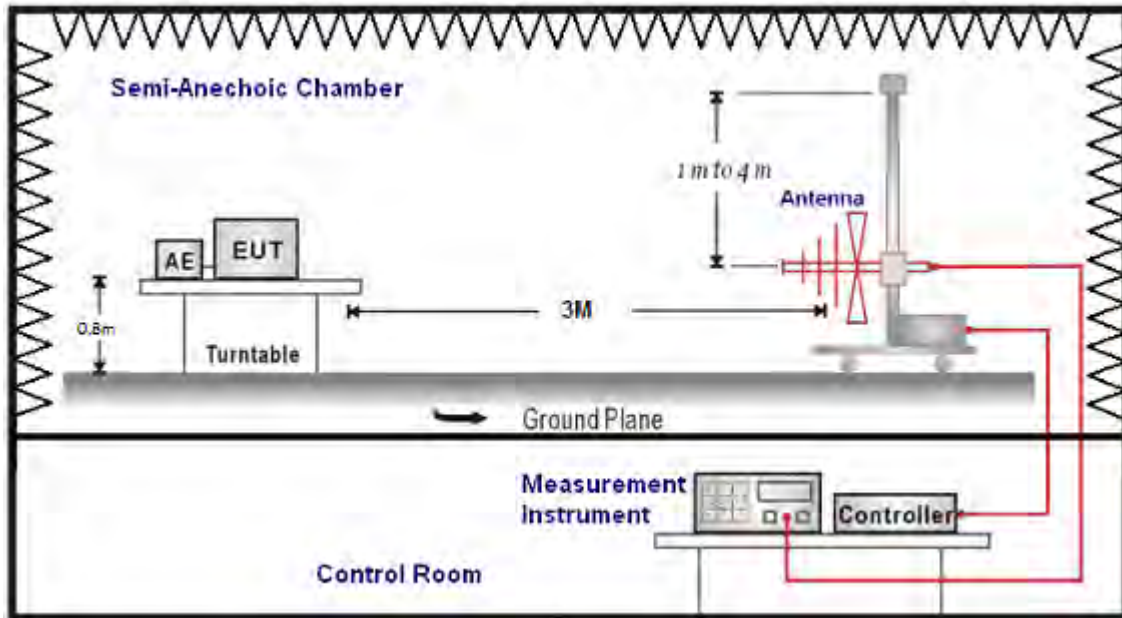 Semi-Anechoic Chamber
1 m to 4 m
Antenna
AE
EUT
3M
0.8m
Turntable
Ground Plane
Measurement
Instrument
Controller
Control Room